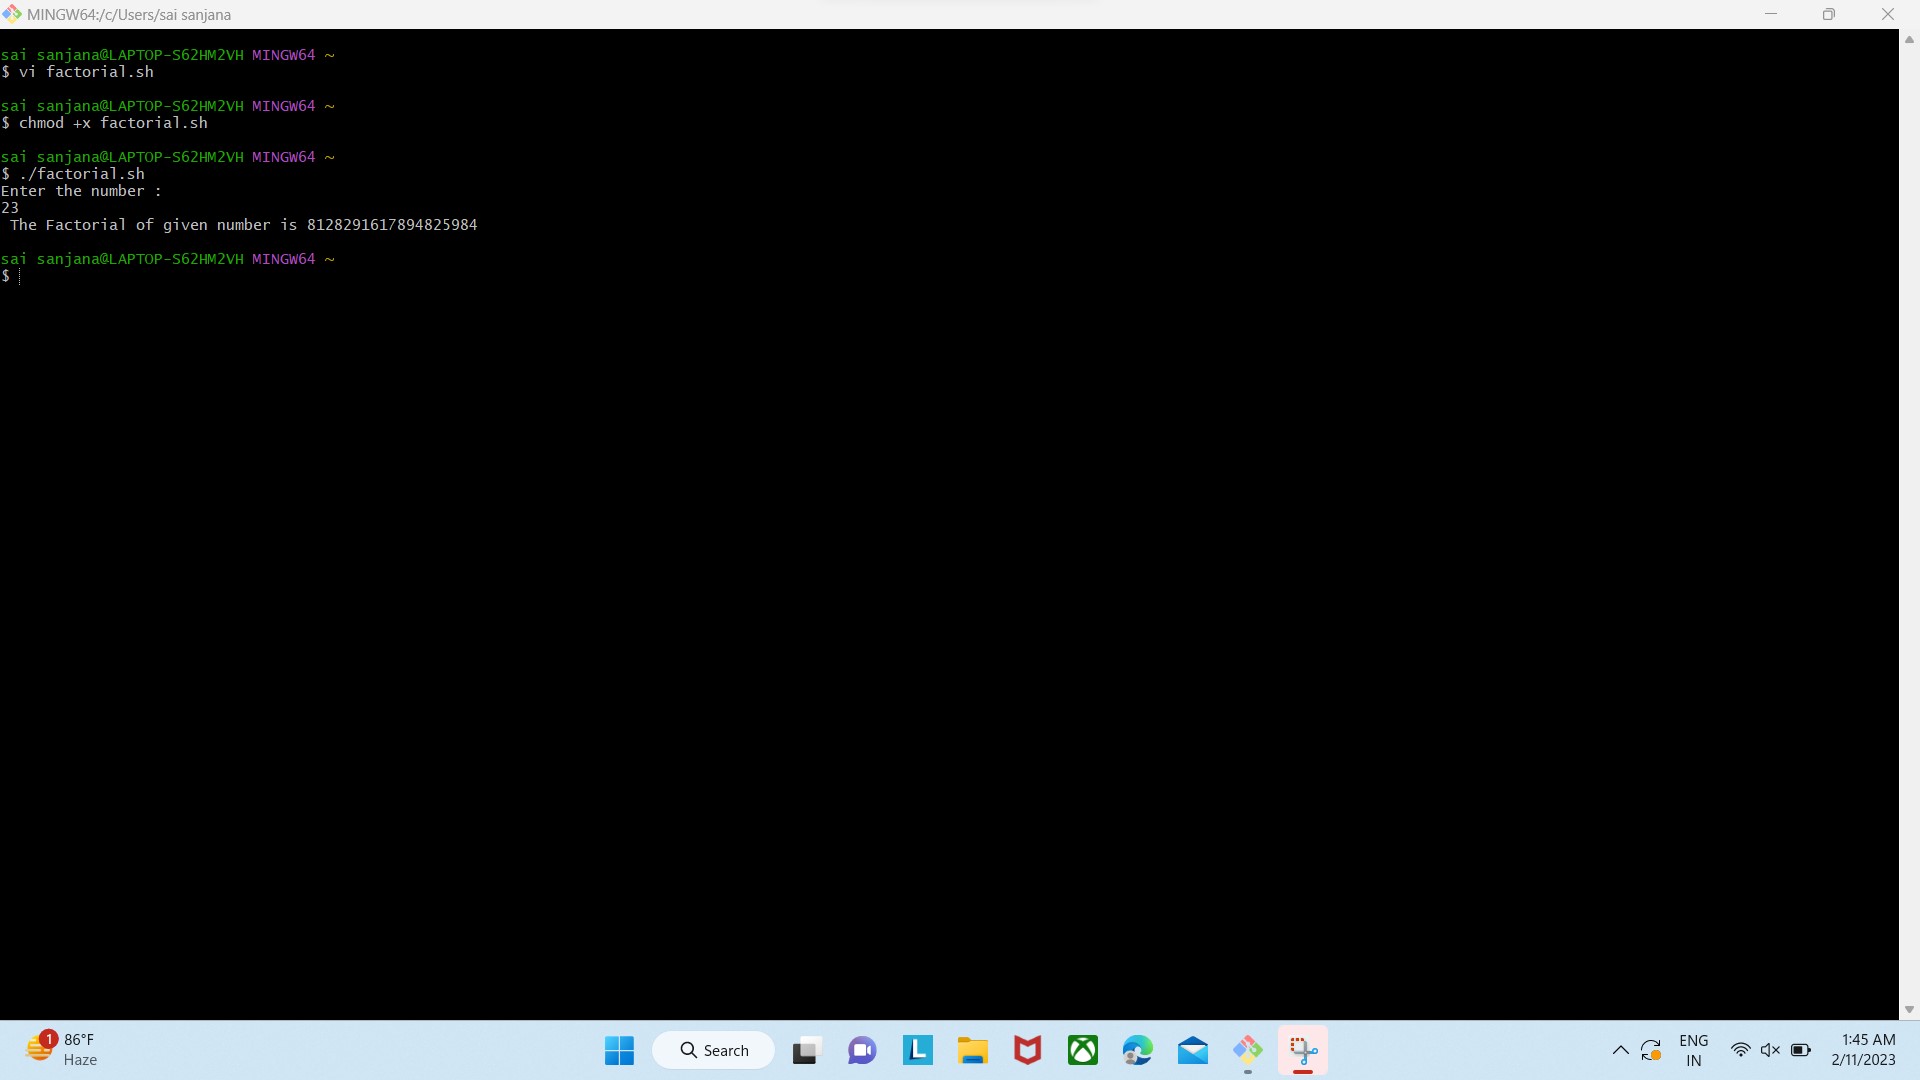 MINGW64:/c/Users/sai sanjana
sai sanjana@LAPTOP-S62HM2VH MINGW64 ~
$ vi factorial.sh
sai sanjana@LAPTOP-S62HM2VH MINGW64 ~
$ chmod +x factorial.sh
sai sanjana@LAPTOP-S62HM2VH MINGW64 ~
$ ./factorial.sh
Enter the number :
23
The Factorial of given number is 8128291617894825984
sai sanjana@LAPTOP-S62HM2VH MINGW64 ~
$
1
86°F
Haze
Search
L
ENG
IN
1:45 AM
2/11/2023